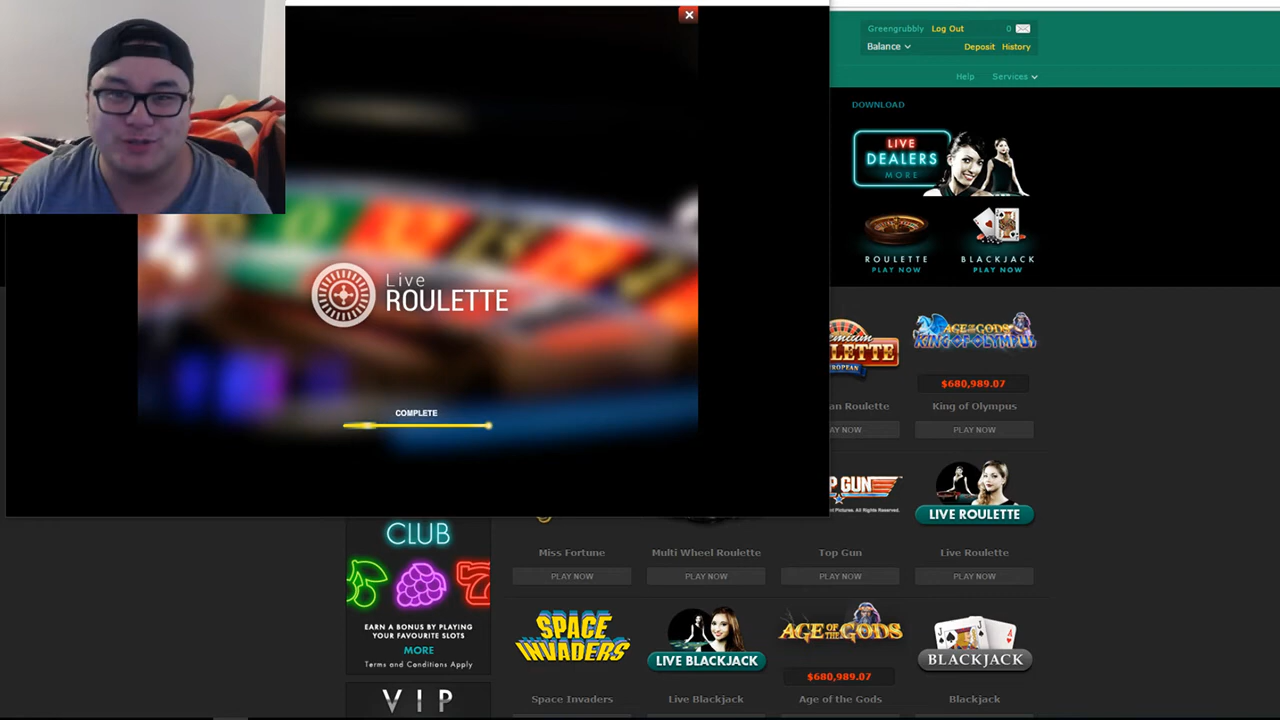 Greengrubbly Log Out 0
Balance Deposit History
Help Services
DOWNLOAD
LIVE
DEALERS
MORE
ROULETTE
PLAY NOW
BLACKJACK
PLAY NOW
Live
ROULETTE
COMPLETE
AGE OF THE GODS
KING OF OLYMPUS
$680,989.07
an Roulette
King of Olympus
PLAY NOW
LIVE ROULETTE
CLUB
EARN A BONUS BY PLAYING
YOUR FAVOURITE SLOTS
MORE
Terms and Conditions Apply
VIP
Miss Fortune
Multi Wheel Roulette
Top Gun
Live Roulette
PLAY NOW
PLAY NOW
PLAY NOW
PLAY NOW
SPACE
INVADERS
LIVE BLACKJACK
AGE OF THE GODS
$680,989.07
BLACKJACK
Space Invaders
Live Blackjack
Age of the Gods
Blackjack